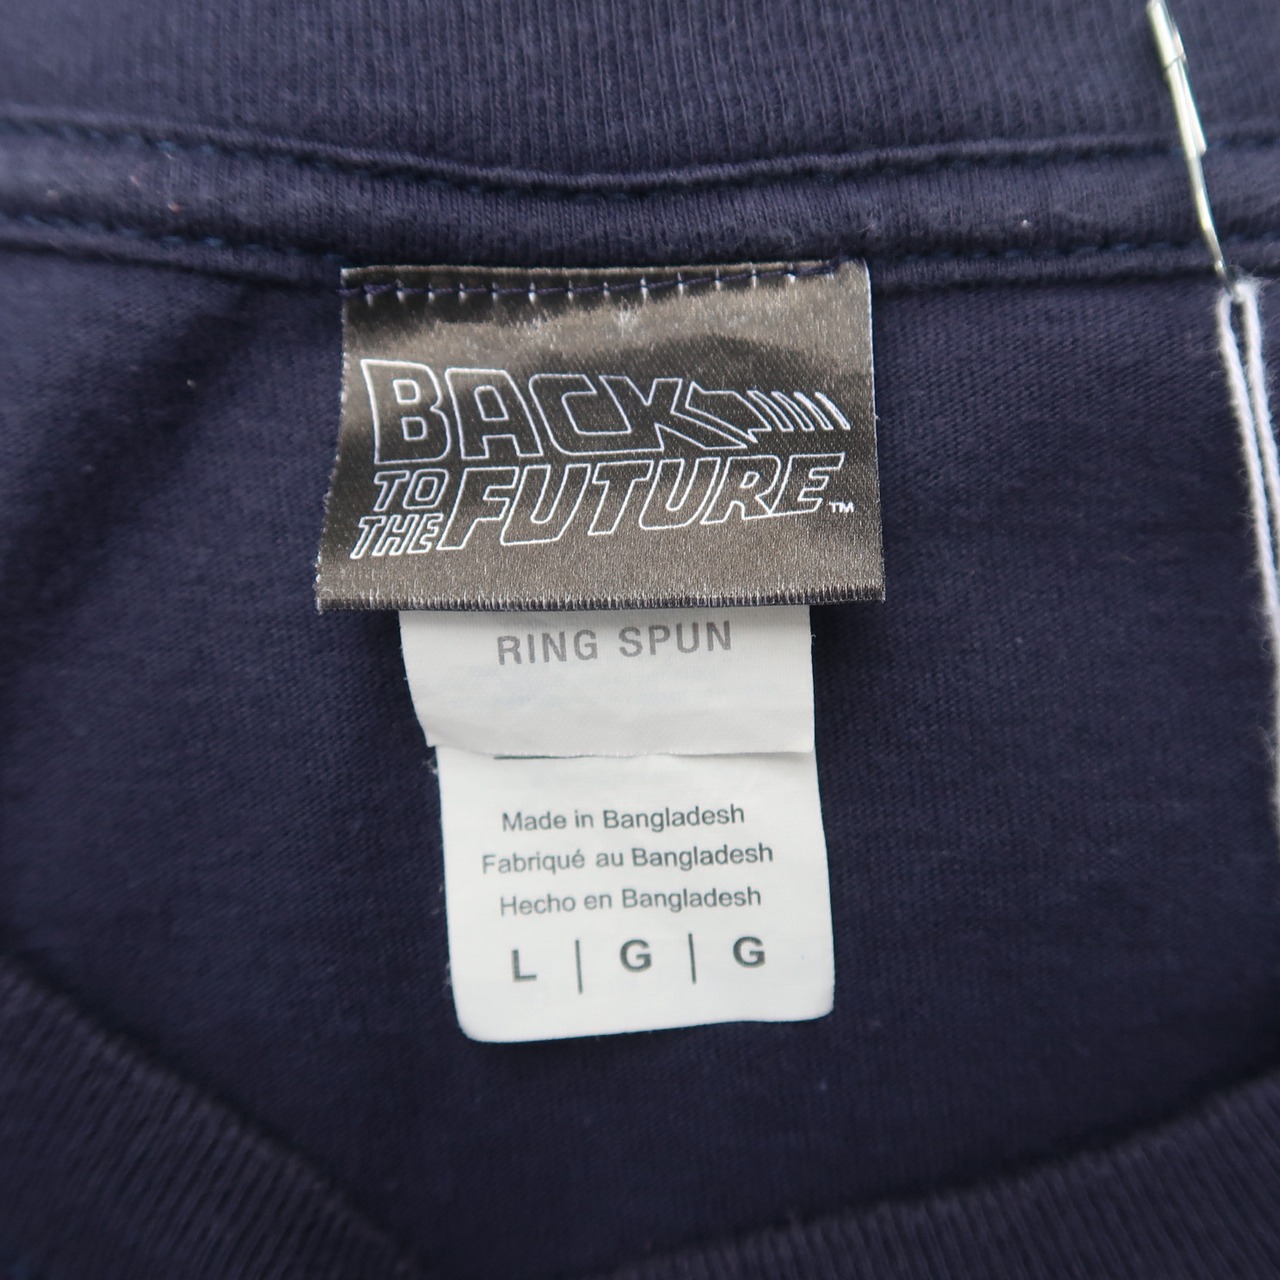 BACK
TO THE FUTURE™
RING SPUN
Made in Bangladesh
Fabriqué au Bangladesh
Hecho en Bangladesh
L | G | G